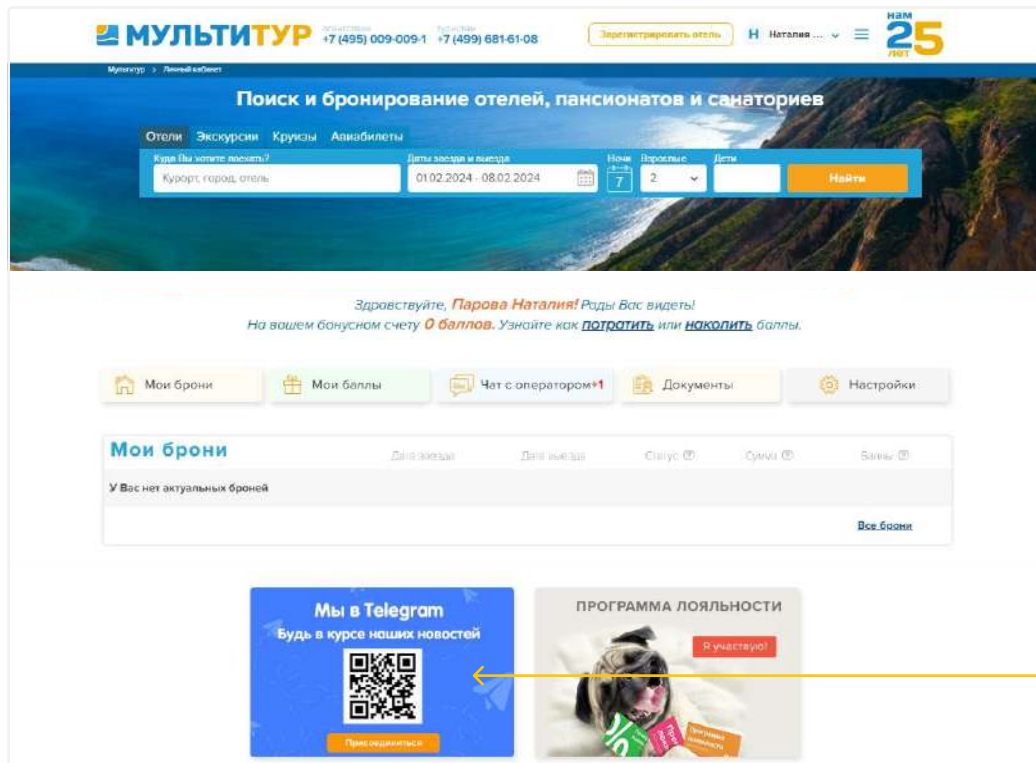 МУЛЬТИТУР
+7 (495) 009-009-1 +7 (499) 681-61-08
Зарегистрировать отель
Н Наталия ...
нам
25
лет
Мультитур > Личный кабинет
Поиск и бронирование отелей, пансионатов и санаториев
Отели Экскурсии Круизы Авиабилеты
Куда Вы хотите поехать? Даты заезда и выезда Ночи Взрослые Дети
Курорт, город, отель 01.02.2024 - 08.02.2024 7 2 Найти
Здравствуйте, Парова Наталия! Рады Вас видеть!
На вашем бонусном счету 0 баллов. Узнайте как потратить или накопить баллы.
Мои брони Мои баллы Чат с оператором+1 Документы Настройки
Мои брони Дата заезда Дата выезда Статус Сумма Баллы
У Вас нет актуальных броней
Все брони
Мы в Telegram
Будь в курсе наших новостей
Присоединиться
ПРОГРАММА ЛОЯЛЬНОСТИ
Я участвую!
%
Программа
лояльности